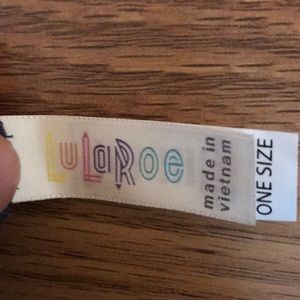 LuLaRoe
made in
vietnam
ONE SIZE